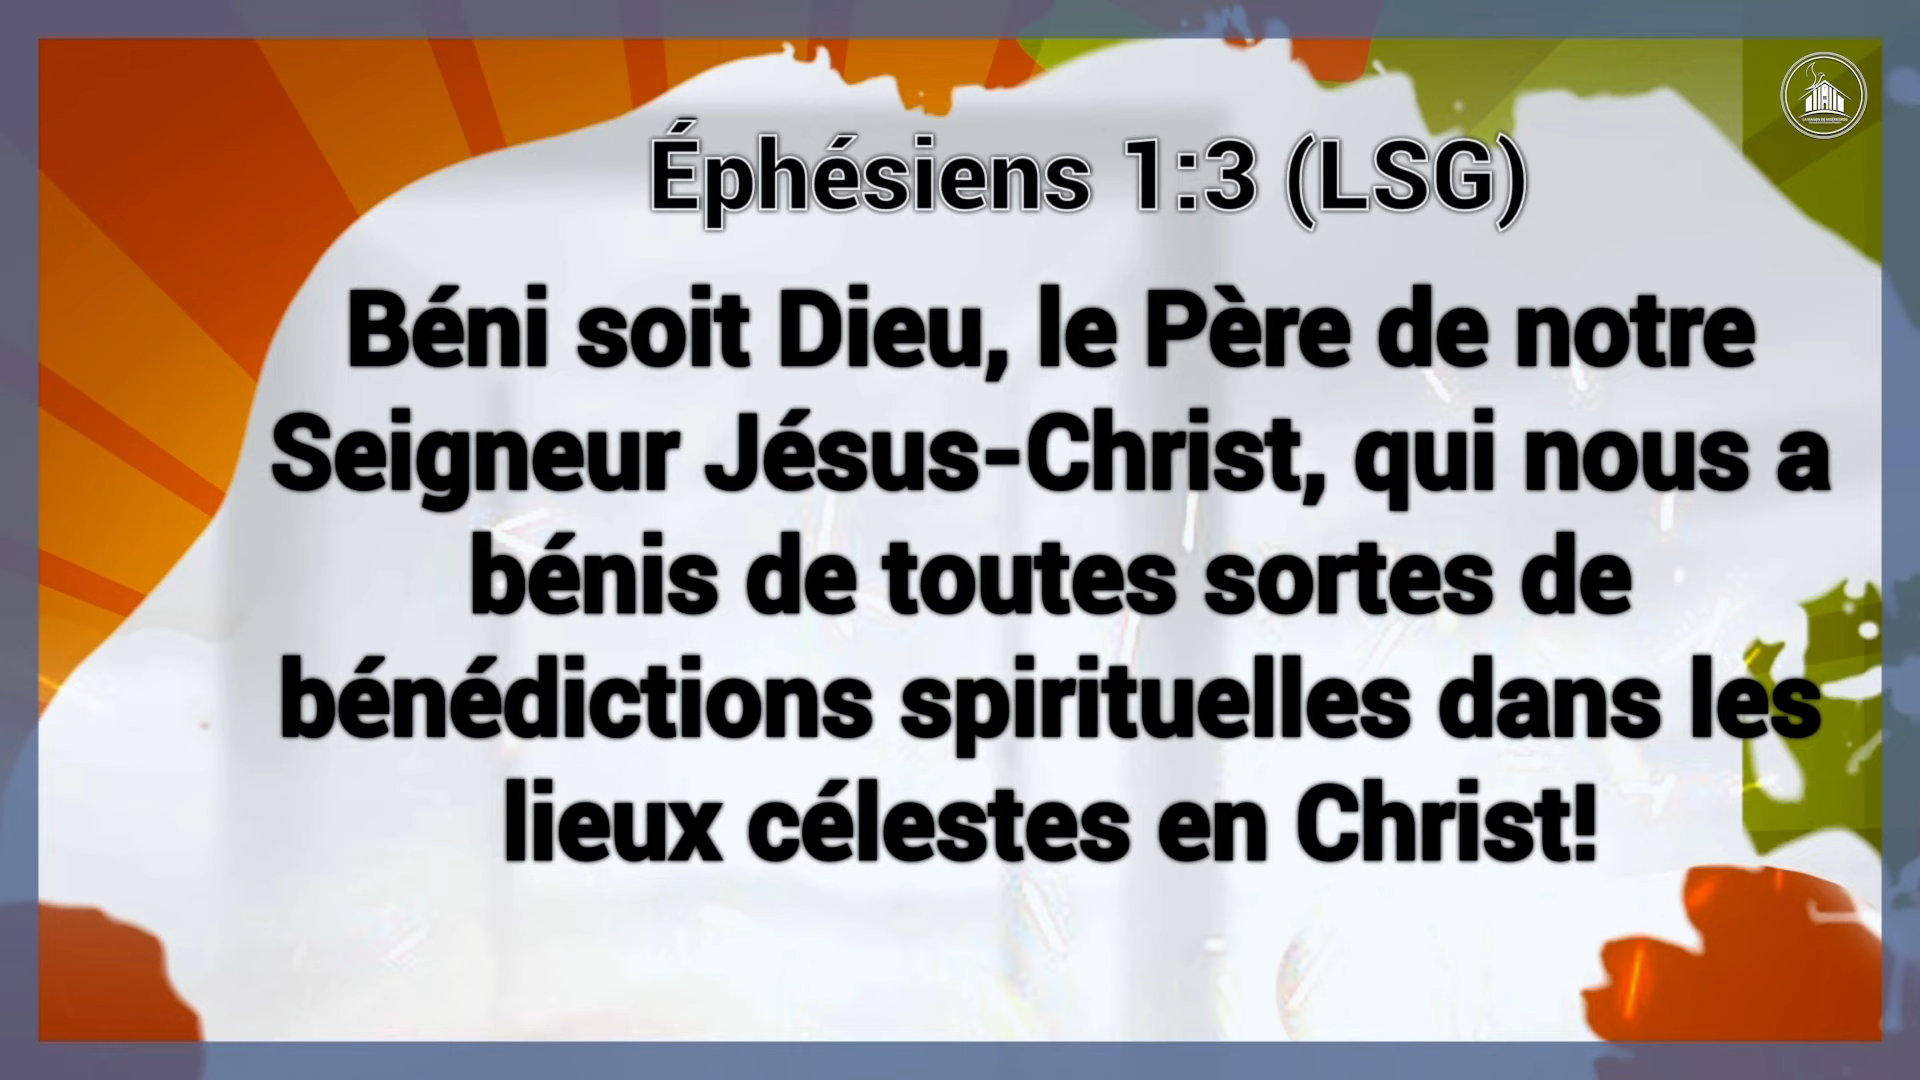 Éphésiens 1:3 (LSG)
Béni soit Dieu, le Père de notre
Seigneur Jésus-Christ, qui nous a
bénis de toutes sortes de
bénédictions spirituelles dans les
lieux célestes en Christ!